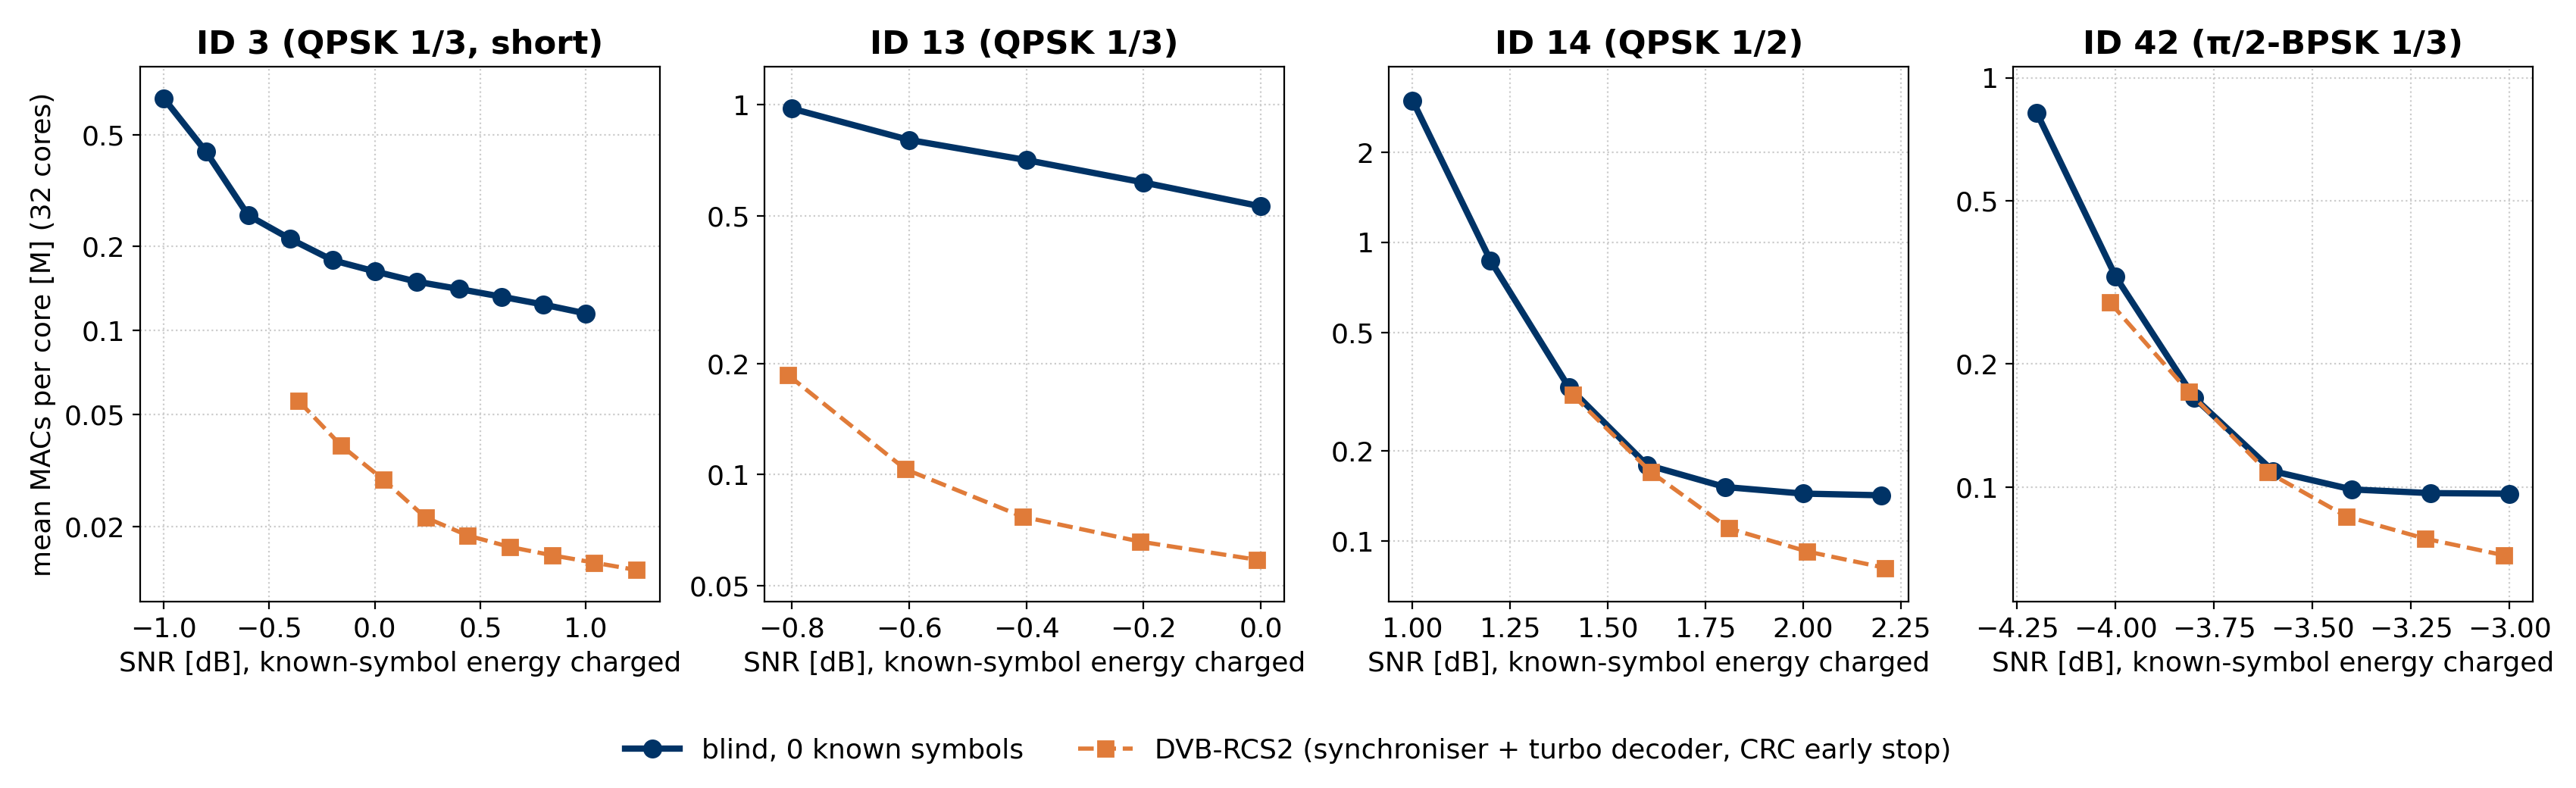 ID 3 (QPSK 1/3, short)
ID 13 (QPSK 1/3)
ID 14 (QPSK 1/2)
ID 42 (π/2-BPSK 1/3)
mean MACs per core [M] (32 cores)
0.5
0.2
0.1
0.05
0.02
−1.0 −0.5 0.0 0.5 1.0
SNR [dB], known-symbol energy charged
1
0.5
0.2
0.1
0.05
−0.8 −0.6 −0.4 −0.2 0.0
SNR [dB], known-symbol energy charged
2
1
0.5
0.2
0.1
1.00 1.25 1.50 1.75 2.00 2.25
SNR [dB], known-symbol energy charged
1
0.5
0.2
0.1
−4.25 −4.00 −3.75 −3.50 −3.25 −3.00
SNR [dB], known-symbol energy charged
blind, 0 known symbols
DVB-RCS2 (synchroniser + turbo decoder, CRC early stop)